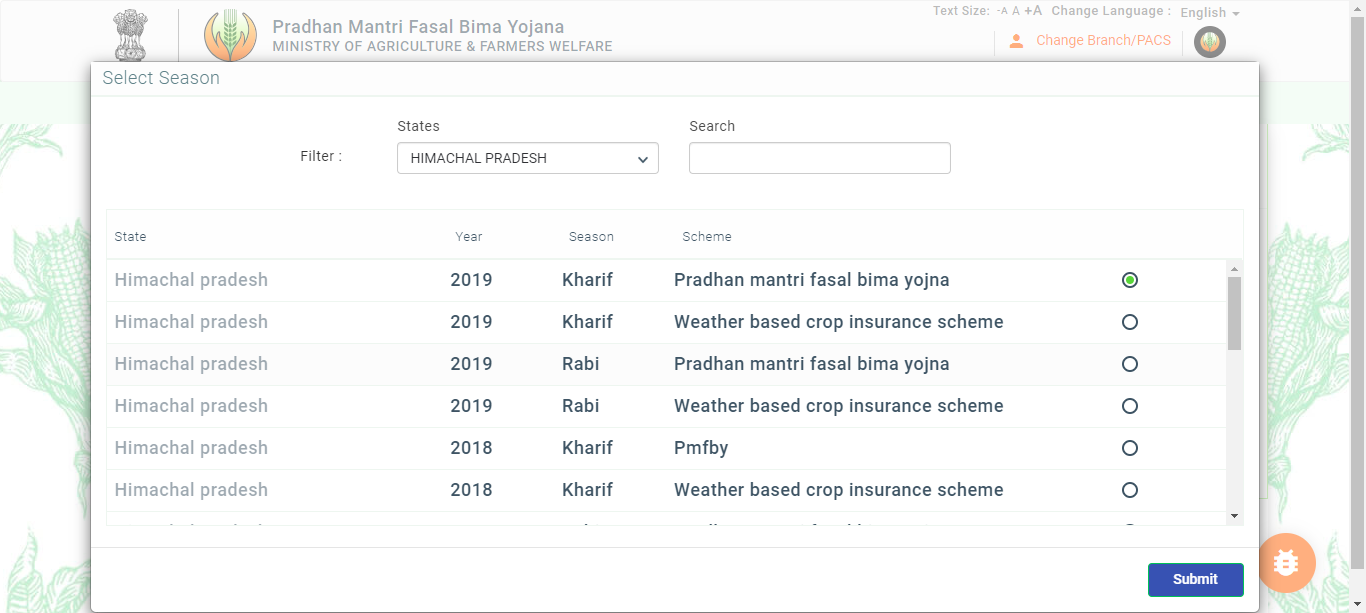 Text Size: -A A +A Change Language : English
Pradhan Mantri Fasal Bima Yojana
MINISTRY OF AGRICULTURE & FARMERS WELFARE
Change Branch/PACS
Select Season
States
Search
Filter :
HIMACHAL PRADESH
State Year Season Scheme
Himachal pradesh 2019 Kharif Pradhan mantri fasal bima yojna
Himachal pradesh 2019 Kharif Weather based crop insurance scheme
Himachal pradesh 2019 Rabi Pradhan mantri fasal bima yojna
Himachal pradesh 2019 Rabi Weather based crop insurance scheme
Himachal pradesh 2018 Kharif Pmfby
Himachal pradesh 2018 Kharif Weather based crop insurance scheme
Submit